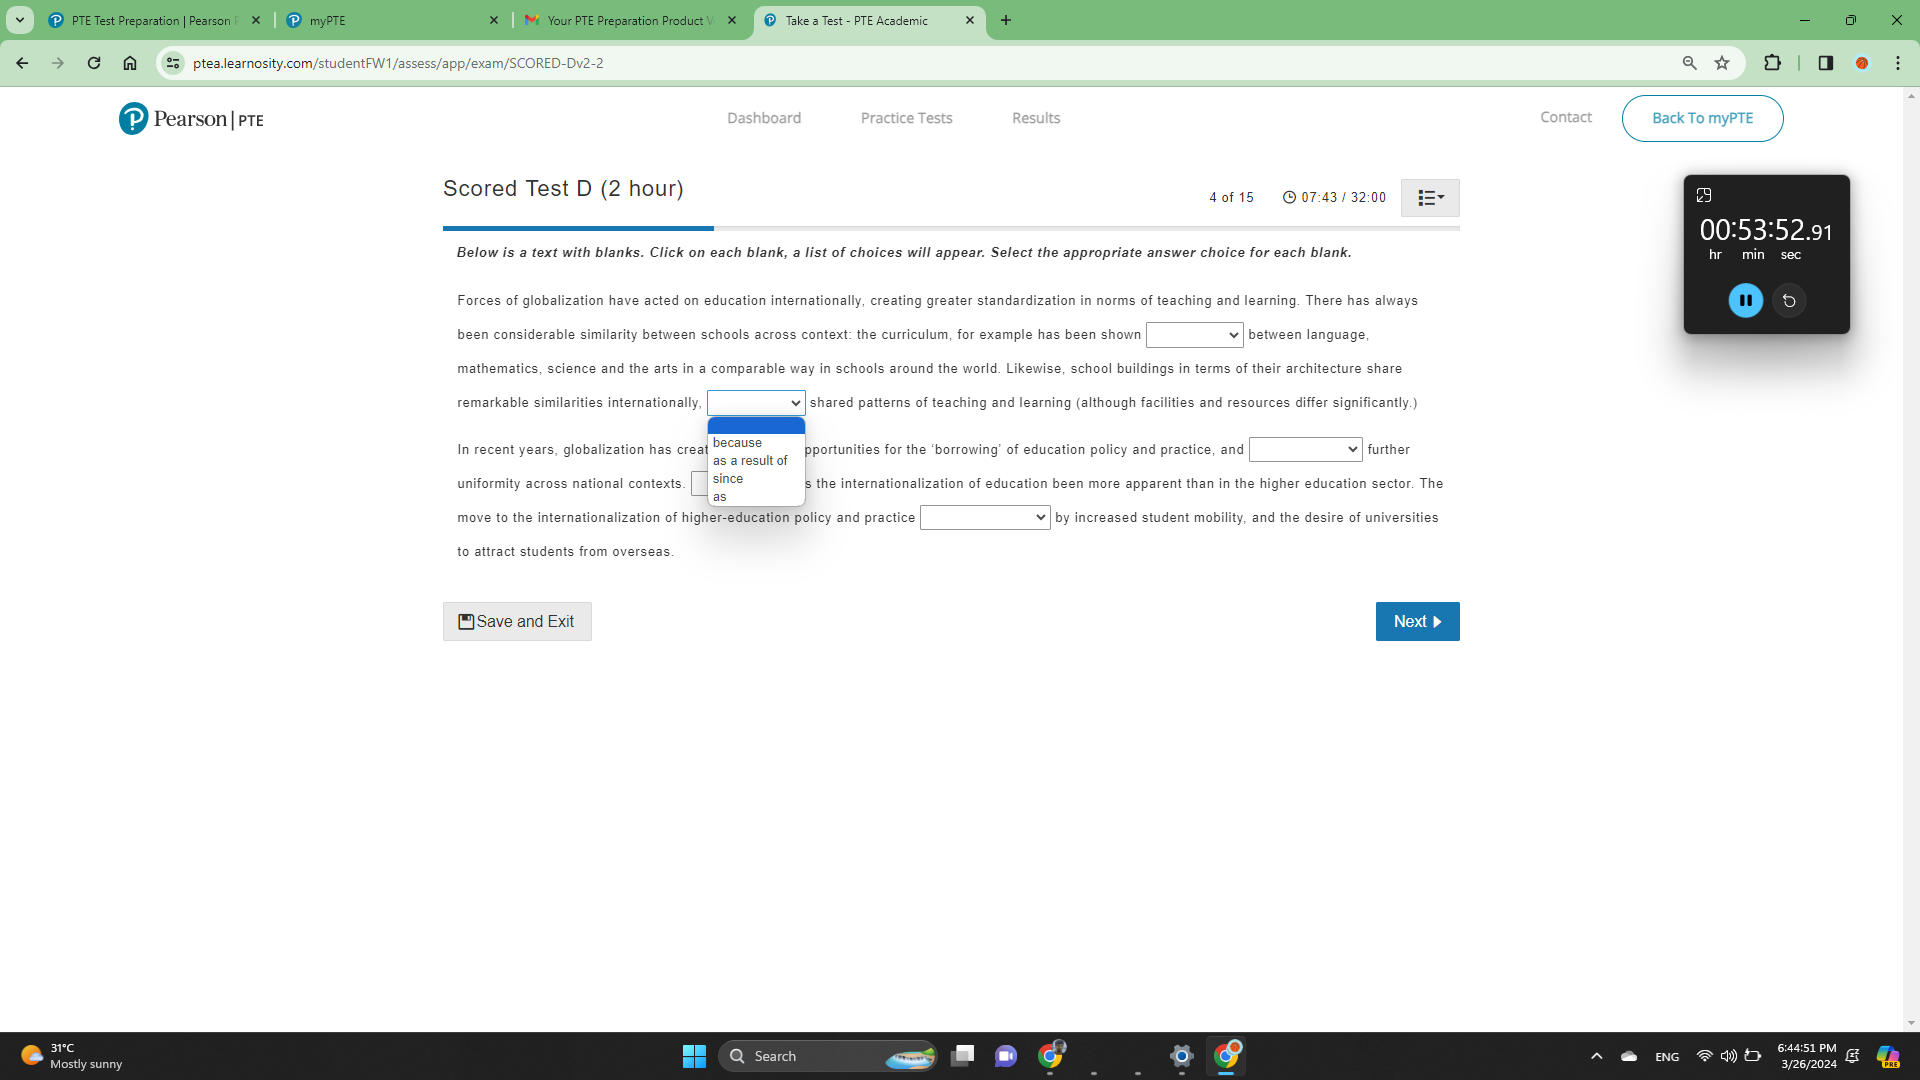 PTE Test Preparation | Pearson P
myPTE
Your PTE Preparation Product V
Take a Test - PTE Academic
ptea.learnosity.com/studentFW1/assess/app/exam/SCORED-Dv2-2
Pearson | PTE
Dashboard
Practice Tests
Results
Contact
Back To myPTE
Scored Test D (2 hour)
4 of 15
07:43 / 32:00
00:53:52.91
hr min sec
Below is a text with blanks. Click on each blank, a list of choices will appear. Select the appropriate answer choice for each blank.
Forces of globalization have acted on education internationally, creating greater standardization in norms of teaching and learning. There has always
been considerable similarity between schools across context: the curriculum, for example has been shown between language,
mathematics, science and the arts in a comparable way in schools around the world. Likewise, school buildings in terms of their architecture share
remarkable similarities internationally, shared patterns of teaching and learning (although facilities and resources differ significantly.)
because
as a result of
since
as
In recent years, globalization has creat pportunities for the ‘borrowing’ of education policy and practice, and further
uniformity across national contexts. s the internationalization of education been more apparent than in the higher education sector. The
move to the internationalization of higher-education policy and practice by increased student mobility, and the desire of universities
to attract students from overseas.
Save and Exit
Next
31°C
Mostly sunny
Search
ENG
6:44:51 PM
3/26/2024
PRE